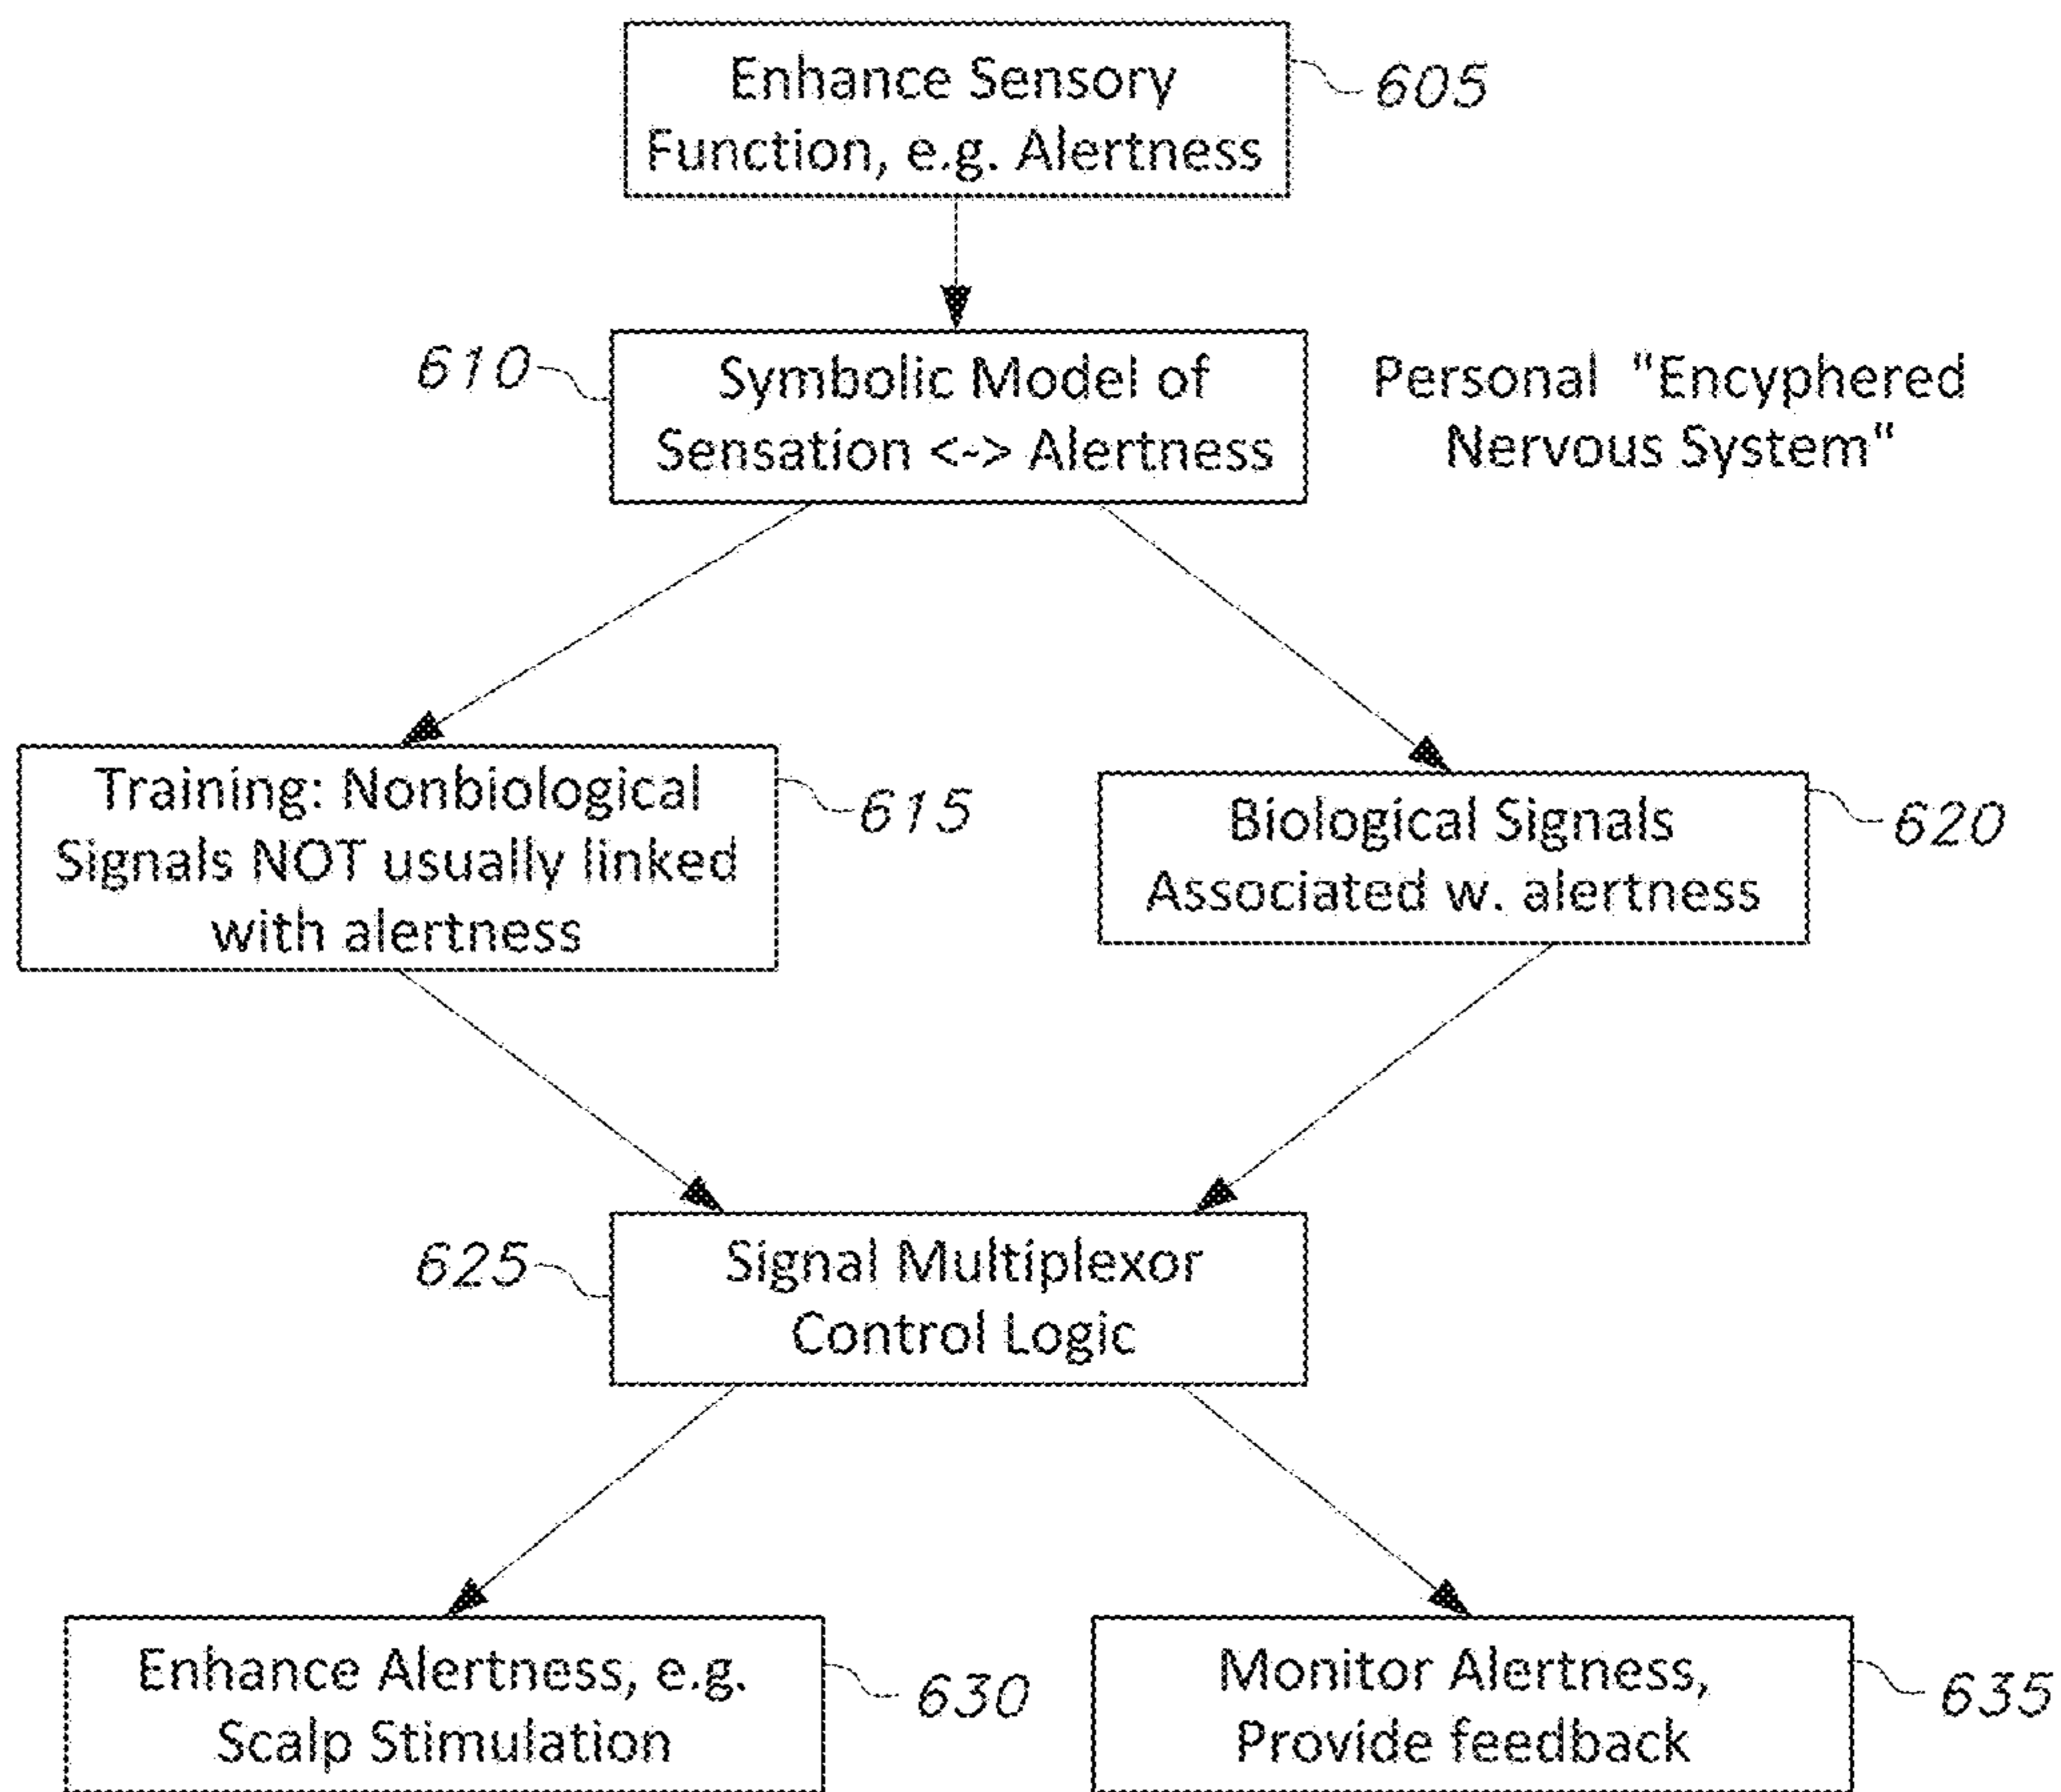 Enhance Sensory
Function, e.g. Alertness
605
610
Symbolic Model of
Sensation <-> Alertness
Personal "Encyphered
Nervous System"
Training: Nonbiological
Signals NOT usually linked
with alertness
615
Biological Signals
Associated w. alertness
620
625
Signal Multiplexor
Control Logic
Enhance Alertness, e.g.
Scalp Stimulation
630
Monitor Alertness,
Provide feedback
635